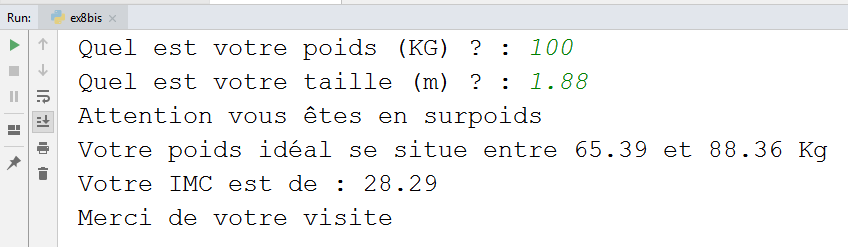 Run: ex8bis
Quel est votre poids (KG) ? : 100
Quel est votre taille (m) ? : 1.88
Attention vous êtes en surpoids
Votre poids idéal se situe entre 65.39 et 88.36 Kg
Votre IMC est de : 28.29
Merci de votre visite